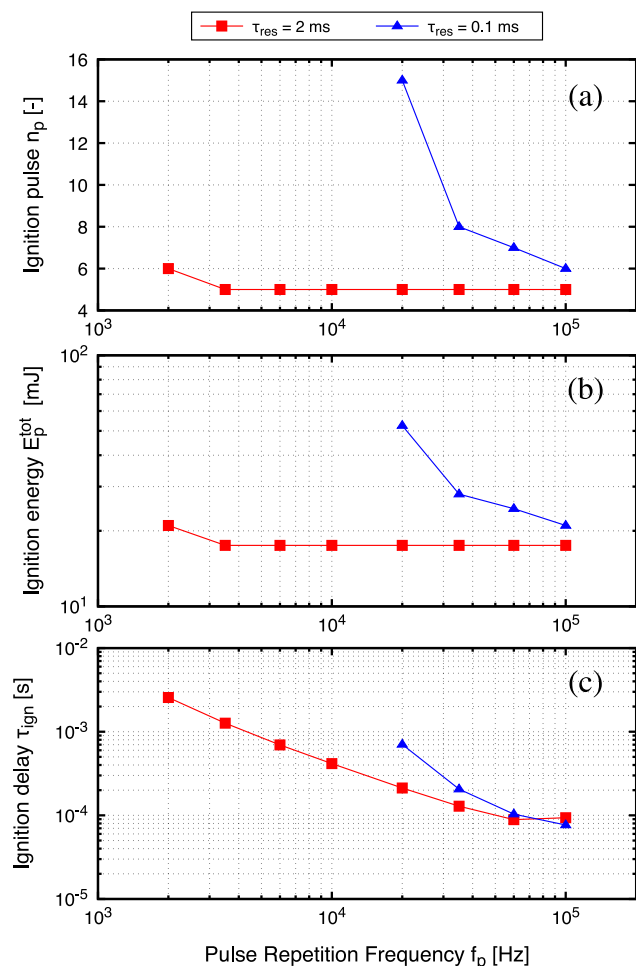 τres = 2 ms τres = 0.1 ms
16
14
12
10
8
6
4
Ignition pulse np [-]
(a)
10³ 10⁴ 10⁵
10²
10¹
Ignition energy Eptot [mJ]
(b)
10³ 10⁴ 10⁵
10⁻²
10⁻³
10⁻⁴
10⁻⁵
Ignition delay τign [s]
(c)
10³ 10⁴ 10⁵
Pulse Repetition Frequency fp [Hz]